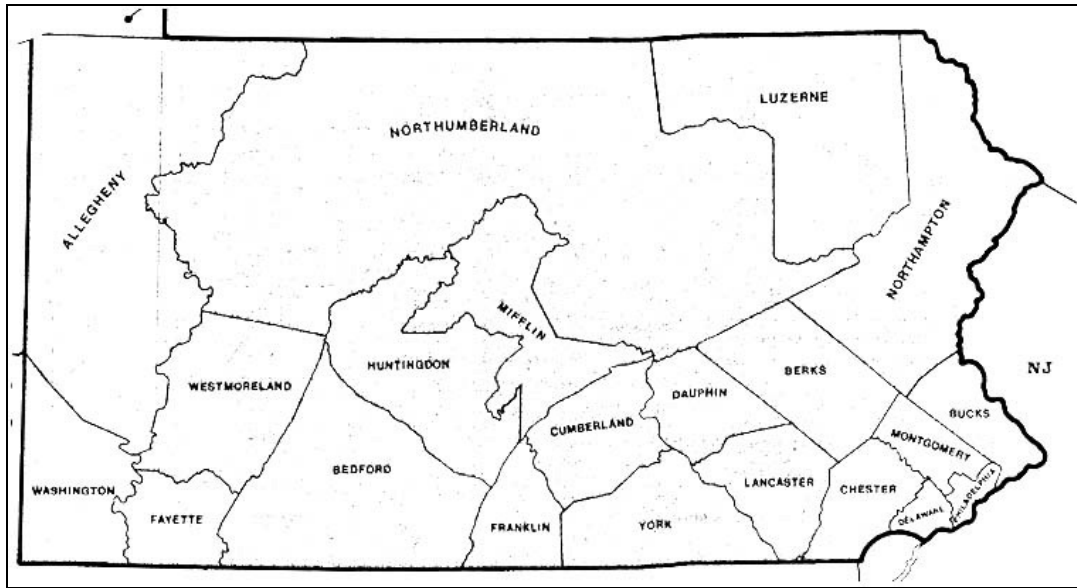 LUZERNE
NORTHUMBERLAND
ALLEGHENY
NORTHAMPTON
MIFFLIN
HUNTINGDON
NJ
BERKS
WESTMORELAND
DAUPHIN
BUCKS
CUMBERLAND
MONTGOMERY
BEDFORD
LANCASTER
CHESTER
WASHINGTON
PHILADELPHIA
FAYETTE
FRANKLIN
YORK
DELAWARE